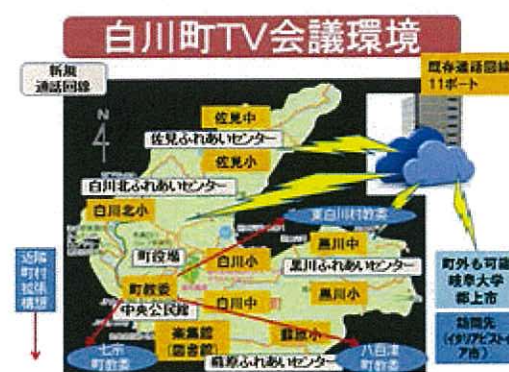 白川町TV会議環境
新規
通話回線
既存通話回線
11ポート
佐見中
佐見ふれあいセンター
佐見小
白川北ふれあいセンター
白川北小
東白川村教委
町役場
白川小
黒川中
黒川ふれあいセンター
町外も可能
岐阜大学
郡上市
近隣
町村
拡張
構想
町教委
中央公民館
白川中
黒川小
楽集館
(図書館)
蘇原小
蘇原ふれあいセンター
七宗
町教委
八百津
町教委
訪問先
(イタリアピストイ
ア市)